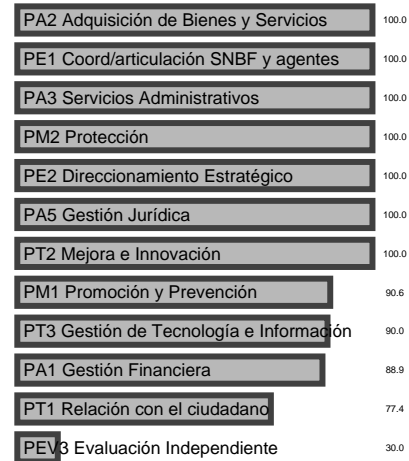 PA2 Adquisición de Bienes y Servicios 100.0
PE1 Coord/articulación SNBF y agentes 100.0
PA3 Servicios Administrativos 100.0
PM2 Protección 100.0
PE2 Direccionamiento Estratégico 100.0
PA5 Gestión Jurídica 100.0
PT2 Mejora e Innovación 100.0
PM1 Promoción y Prevención 90.6
PT3 Gestión de Tecnología e Información 90.0
PA1 Gestión Financiera 88.9
PT1 Relación con el ciudadano 77.4
PEV3 Evaluación Independiente 30.0